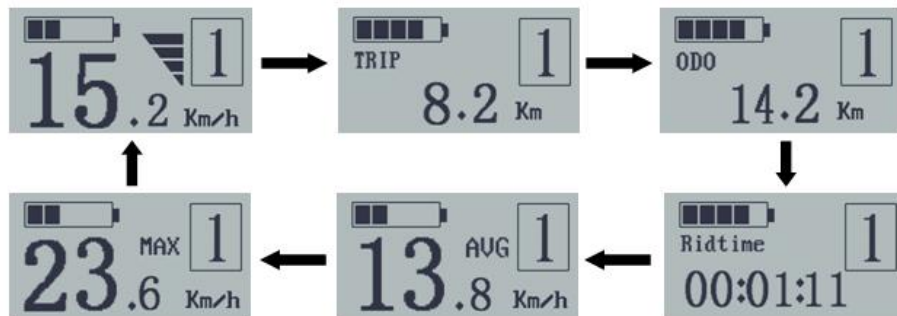 1
15.2 Km/h
1
TRIP
8.2 Km
1
ODO
14.2 Km
1
MAX
23.6 Km/h
1
AVG
13.8 Km/h
1
Ridtime
00:01:11